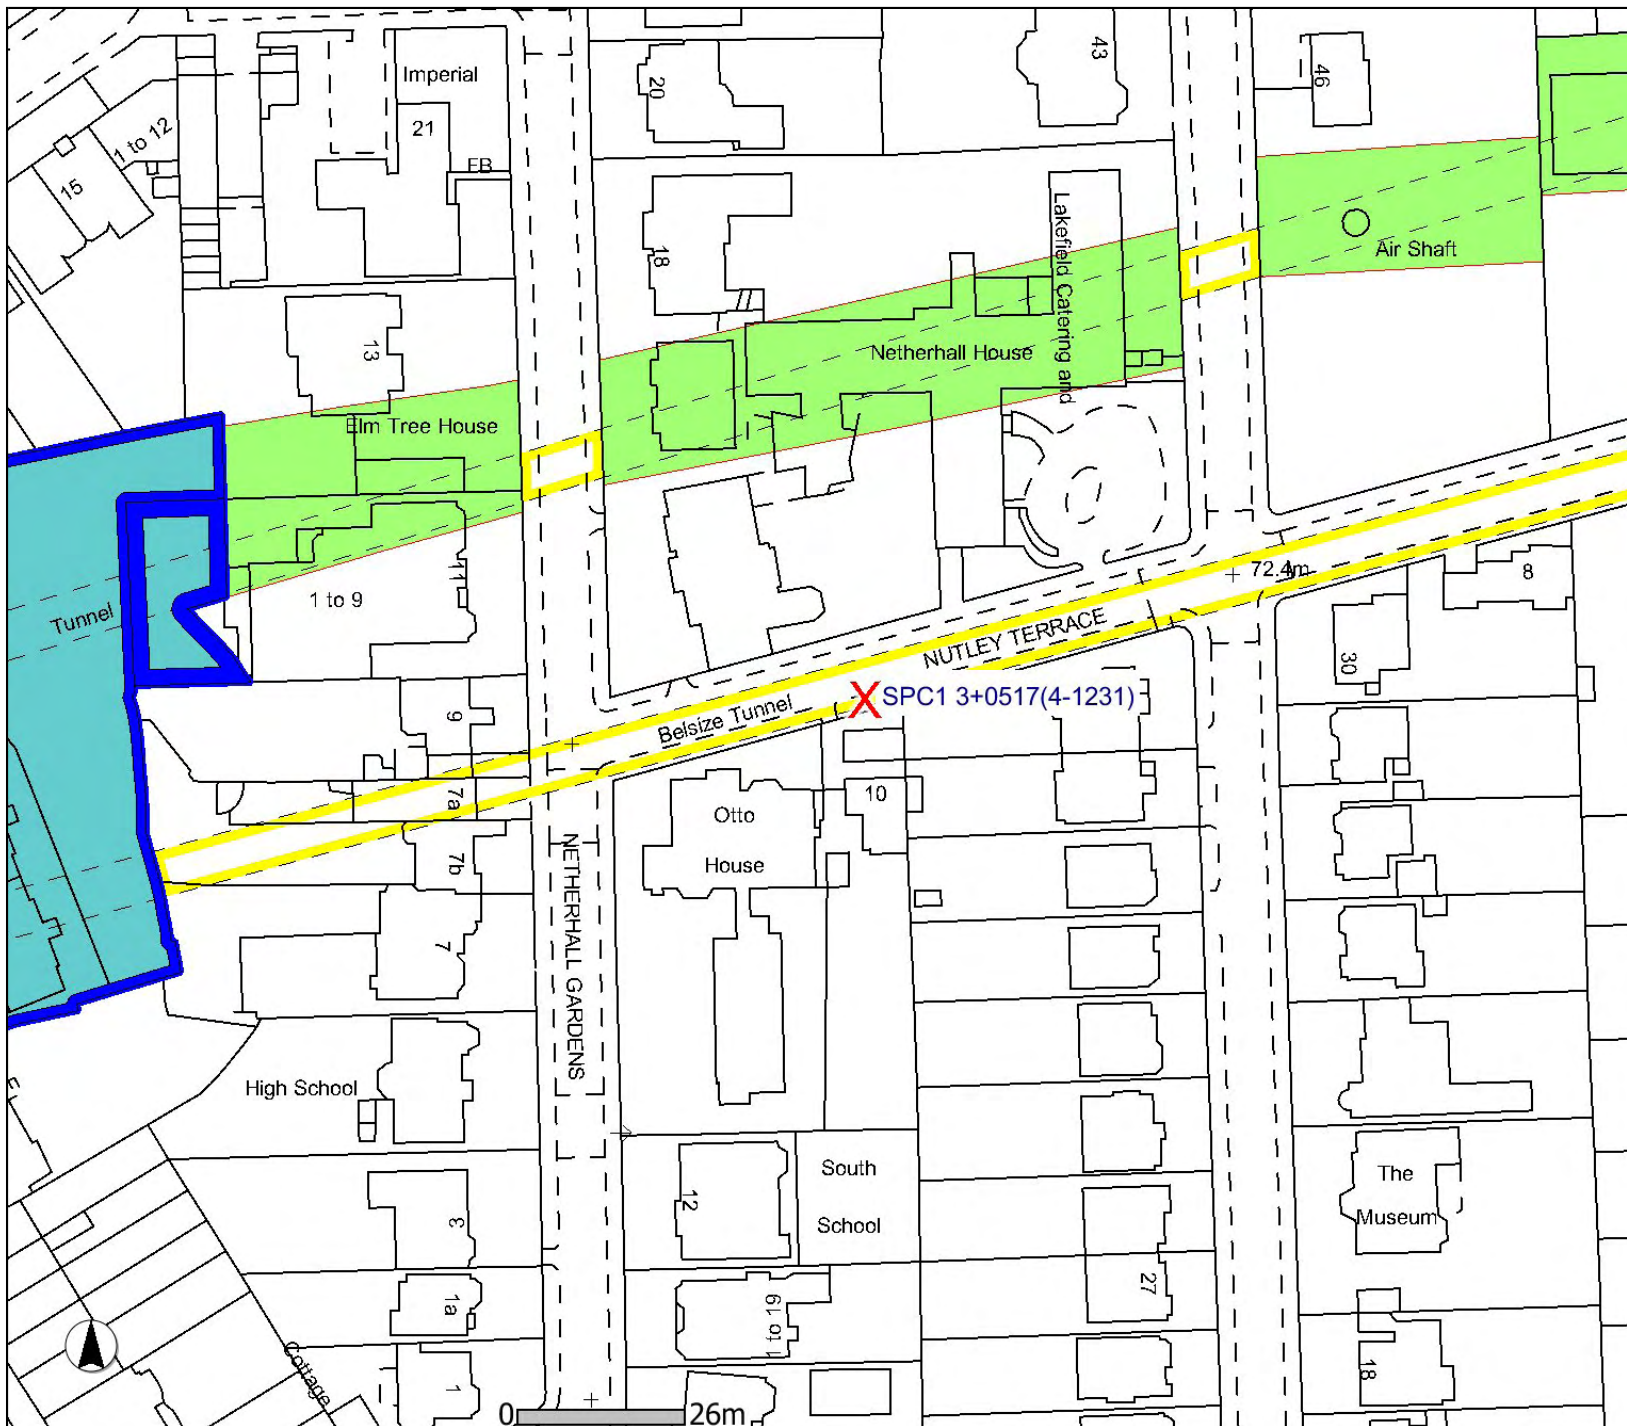 Imperial
43
46
20
21
1 to 12
FB
15
18
Lakefield Catering and
Air Shaft
Netherhall House
13
Elm Tree House
72.4m
11
8
1 to 9
Tunnel
NUTLEY TERRACE
30
SPC1 3+0517(4-1231)
X
9
Belsize Tunnel
7a
10
Otto
7b
House
NETHERHALL GARDENS
7
High School
South
The
12
School
Museum
3
27
1a
1 to 19
Cottage
18
1
0
26m